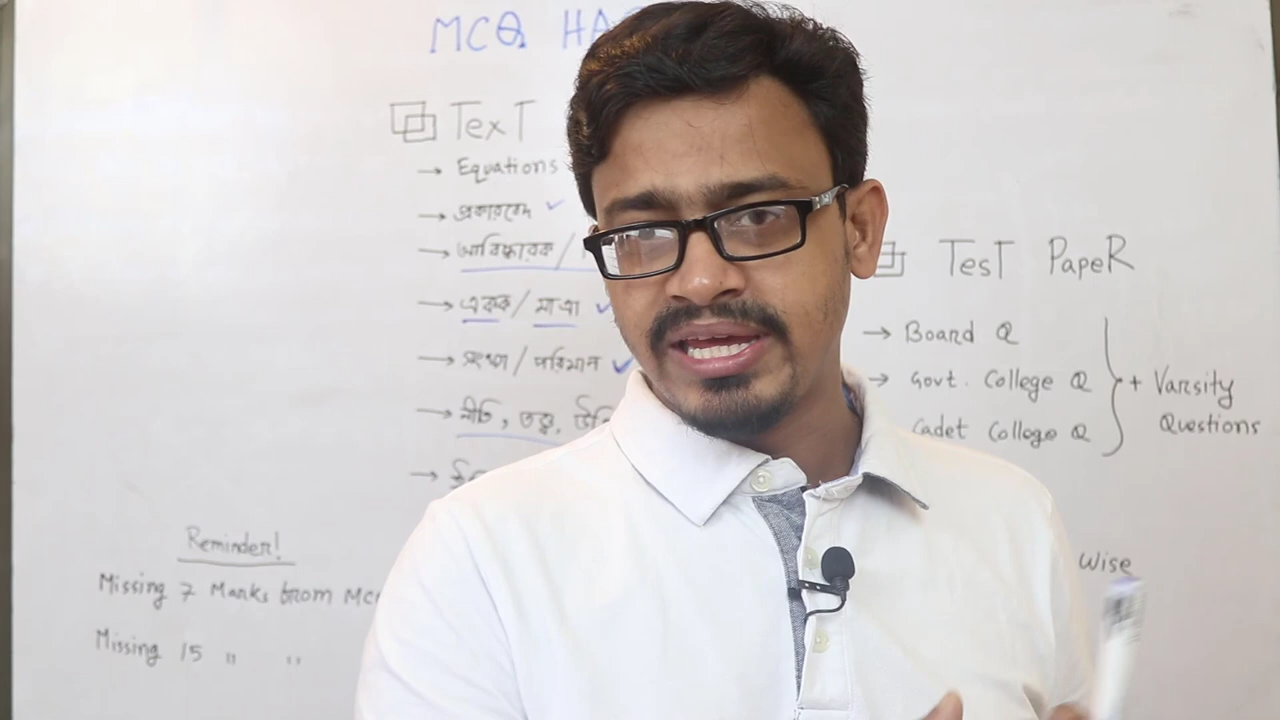 MCQ HA
TexT
→ Equations
→ প্রকারভেদ ✓
→ আবিষ্কারক /
→ একক / মাত্রা ✓
→ সংখ্যা / পরিমান ✓
→ নীতি, তত্ত্ব,
Reminder!
Missing 7 Marks from MC
Missing 15 " "
TesT PapeR
→ Board Q
→ Govt. College Q
Cadet College Q
+ Varsity
Questions
Wise